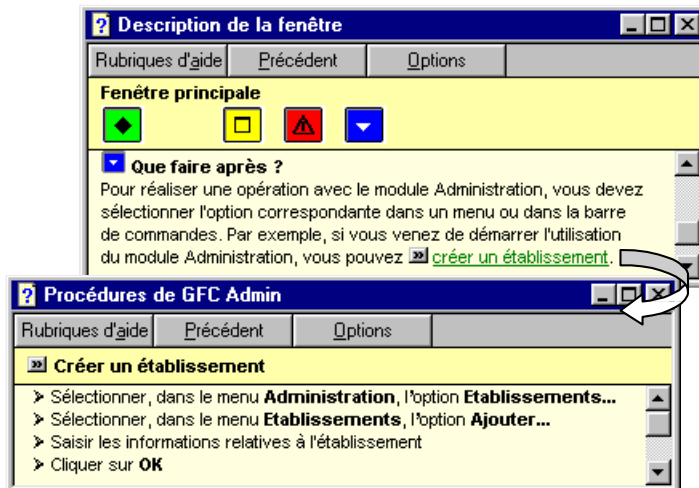 Description de la fenêtre
Rubriques d'aide Précédent Options
Fenêtre principale
Que faire après ?
Pour réaliser une opération avec le module Administration, vous devez
sélectionner l'option correspondante dans un menu ou dans la barre
de commandes. Par exemple, si vous venez de démarrer l'utilisation
du module Administration, vous pouvez créer un établissement.
Procédures de GFC Admin
Rubriques d'aide Précédent Options
Créer un établissement
Sélectionner, dans le menu Administration, l'option Etablissements...
Sélectionner, dans le menu Etablissements, l'option Ajouter...
Saisir les informations relatives à l'établissement
Cliquer sur OK